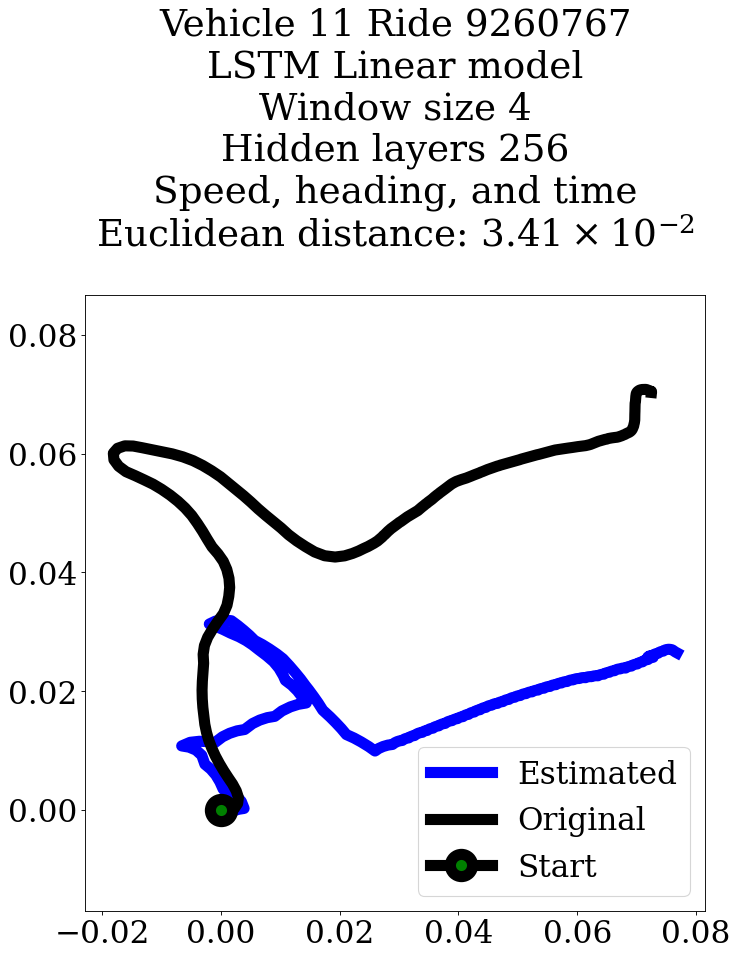 Vehicle 11 Ride 9260767
LSTM Linear model
Window size 4
Hidden layers 256
Speed, heading, and time
Euclidean distance: 3.41 × 10⁻²
0.08
0.06
0.04
0.02
0.00
Estimated
Original
Start
−0.02 0.00 0.02 0.04 0.06 0.08